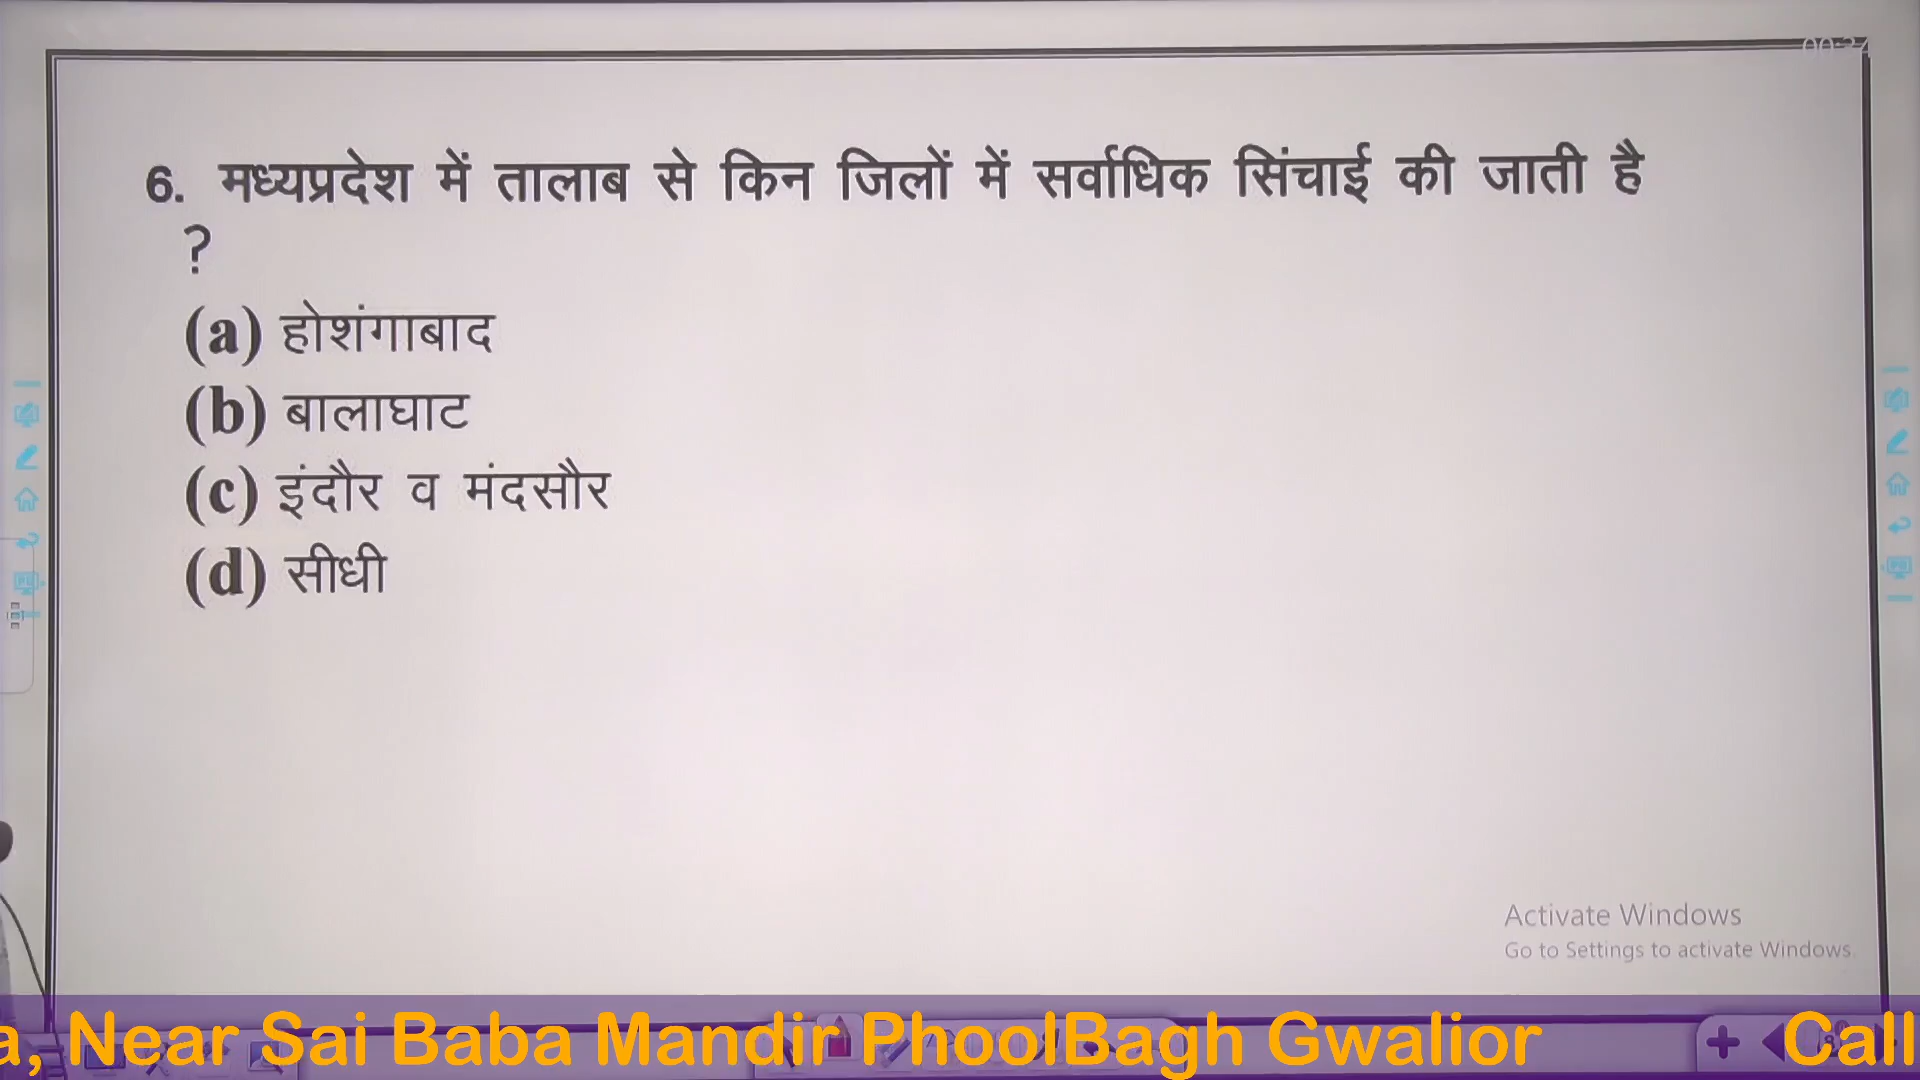 6. मध्यप्रदेश में तालाब से किन जिलों में सर्वाधिक सिंचाई की जाती है
?
(a) होशंगाबाद
(b) बालाघाट
(c) इंदौर व मंदसौर
(d) सीधी
Activate Windows
Go to Settings to activate Windows.
a, Near Sai Baba Mandir PhoolBagh Gwalior Call